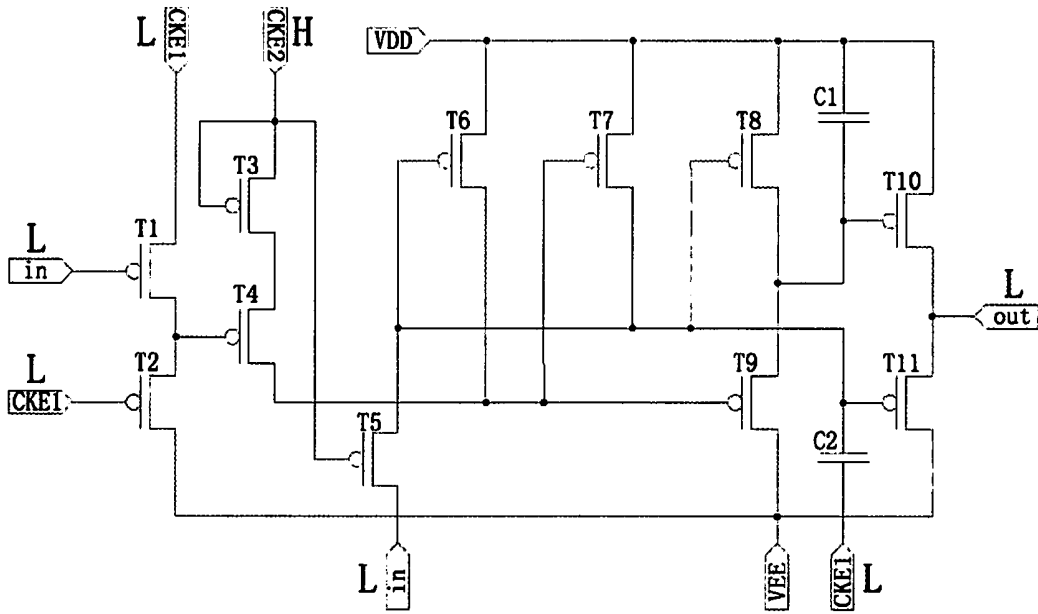 L
CKE1
CKE2
H
VDD
T6
T7
T8
C1
T3
T10
T1
L
in
T4
L
out
T2
L
CKE1
T9
T11
T5
C2
L
in
VEE
CKE1
L